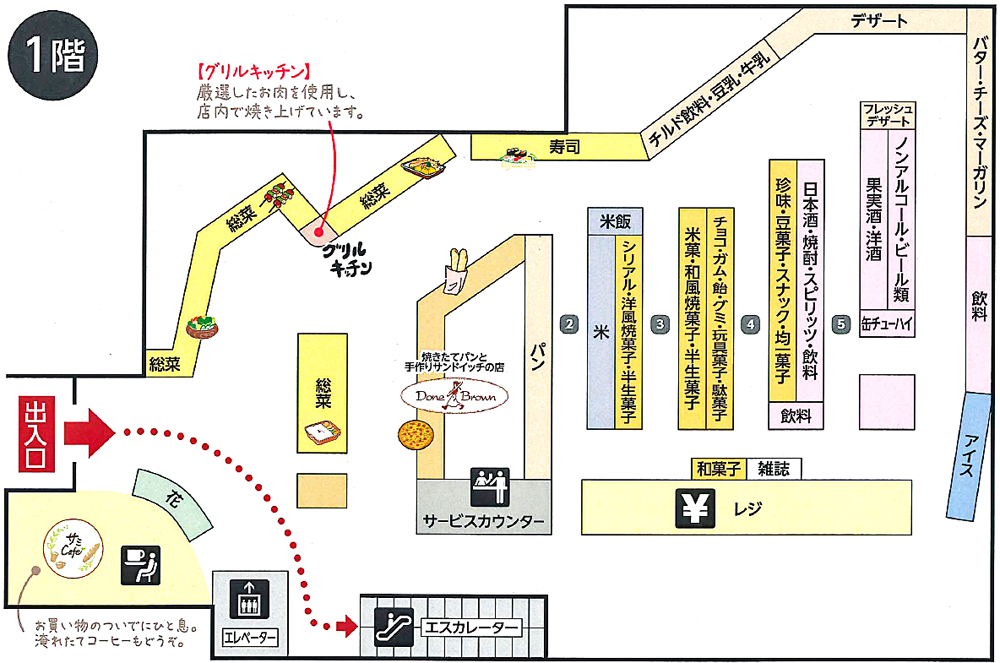 1階
【グリルキッチン】
厳選したお肉を使用し、
店内で焼き上げています。
デザート
バター・チーズ・マーガリン
チルド飲料・豆乳・牛乳
寿司
総菜
総菜
総菜
グリル
キッチン
総菜
フレッシュ
デザート
ノンアルコール・ビール類
果実酒・洋酒
缶チューハイ
飲料
アイス
日本酒・焼酎・スピリッツ・飲料
珍味・豆菓子・スナック・均一菓子
飲料
チョコ・ガム・飴・グミ・玩具菓子・駄菓子
米菓・和風焼菓子・半生菓子
米飯
シリアル・洋風焼菓子・半生菓子
米
2
3
4
5
パン
焼きたてパンと
手作りサンドイッチの店
Done Brown
サービスカウンター
和菓子
雑誌
¥ レジ
出入口
花
サミ
Cafe
お買い物のついでにひと息。
淹れたてコーヒーもどうぞ。
エレベーター
エスカレーター